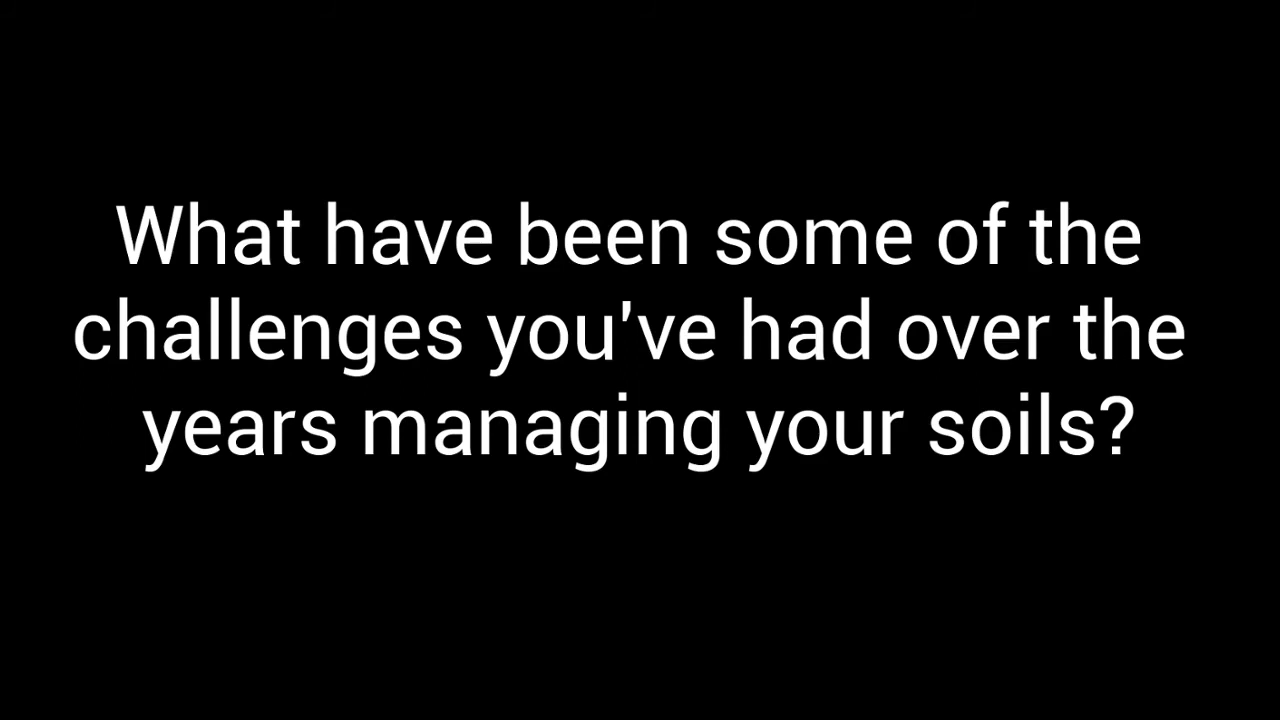 What have been some of the
challenges you've had over the
years managing your soils?